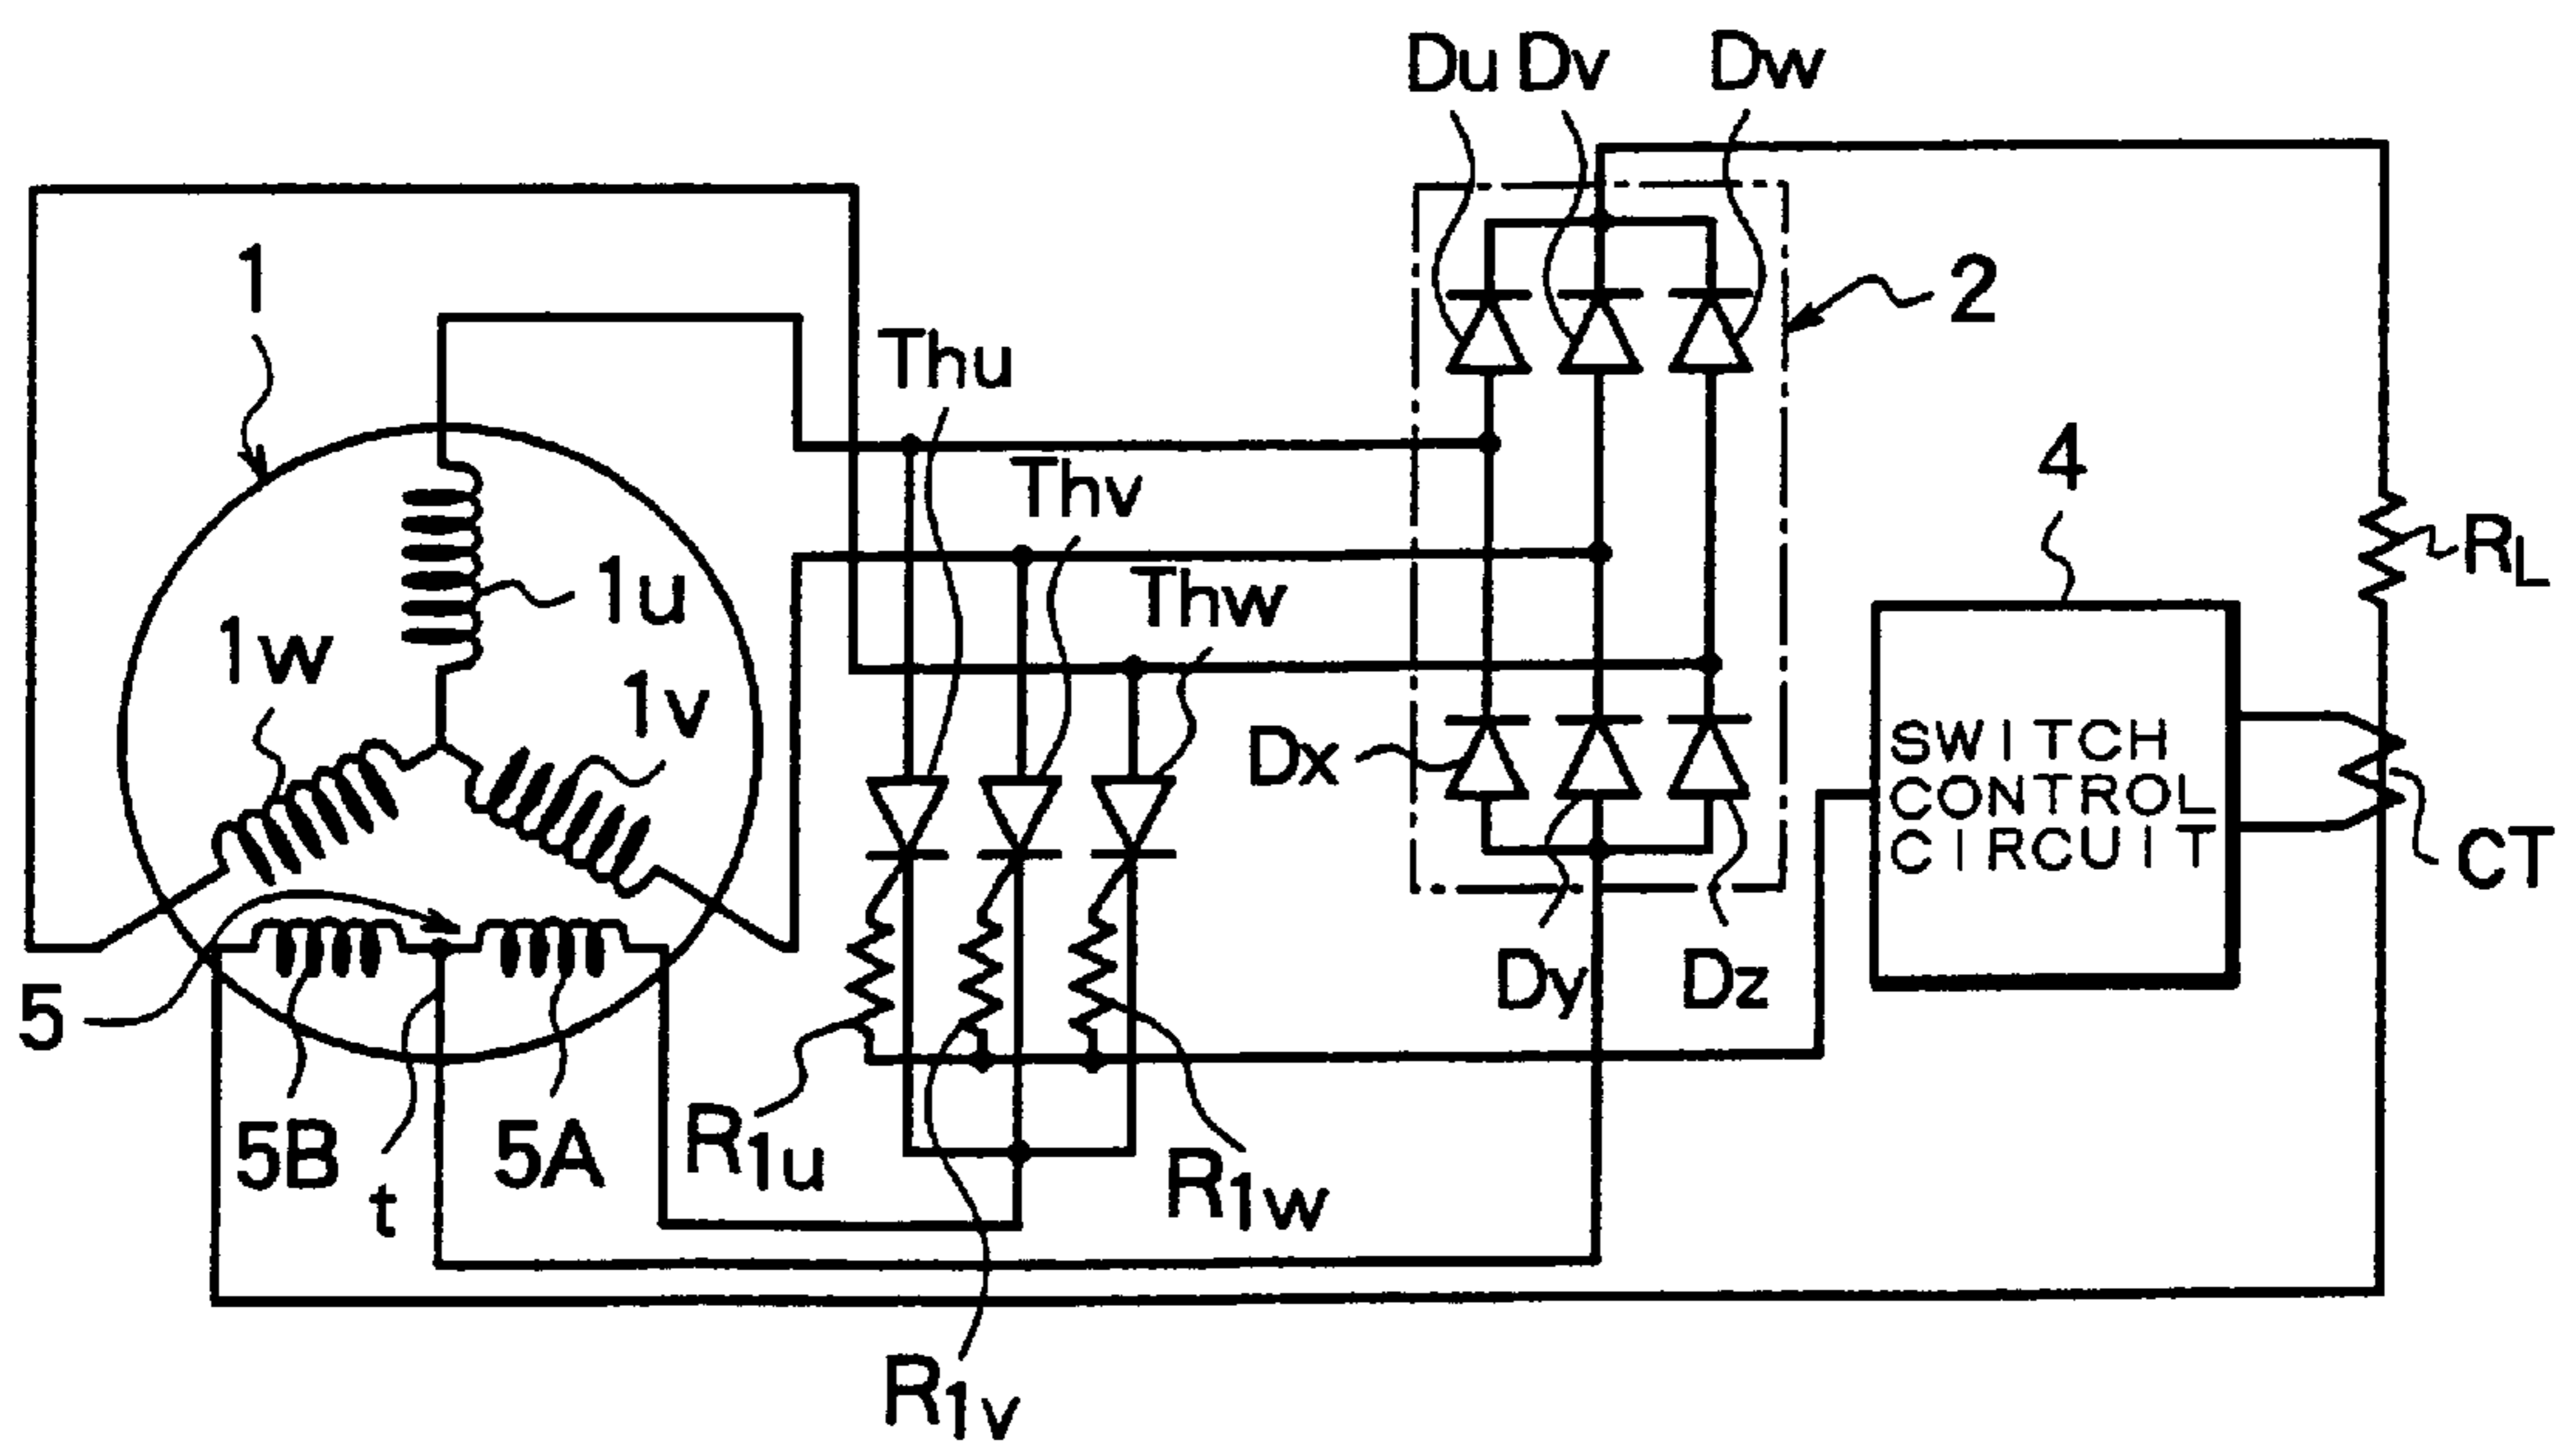 Du Dv Dw
1
2
Thu
4
Thv
RL
1u
Thw
1w
1v
Dx
SWITCH
CONTROL
CIRCUIT
CT
Dy Dz
5
5B 5A R1u
t
R1w
R1v